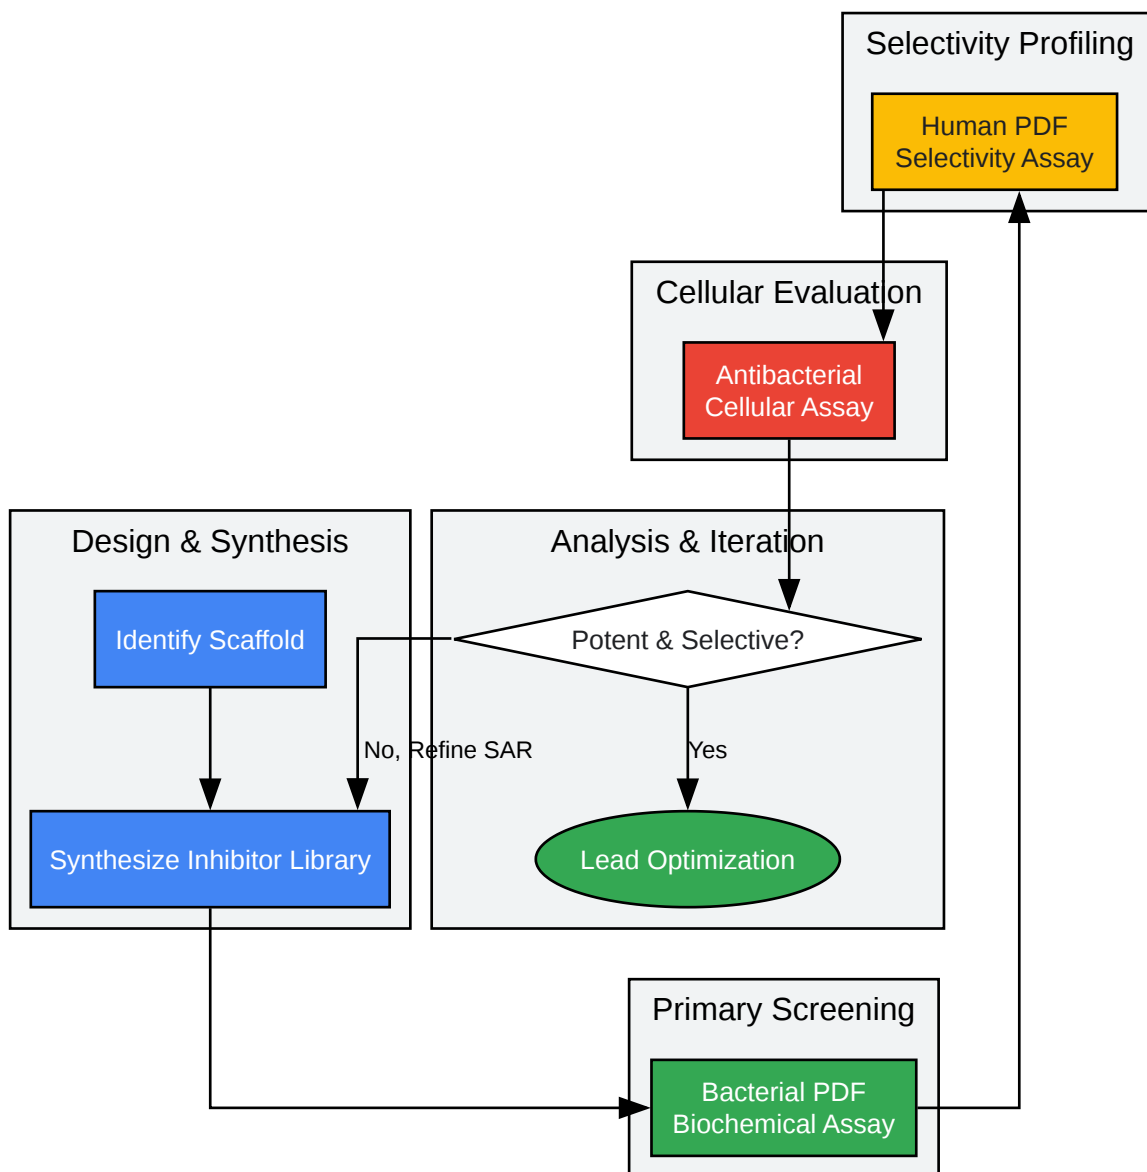 Selectivity Profiling
Human PDF
Selectivity Assay
Cellular Evaluation
Antibacterial
Cellular Assay
Design & Synthesis
Identify Scaffold
Synthesize Inhibitor Library
Analysis & Iteration
Potent & Selective?
No, Refine SAR
Yes
Lead Optimization
Primary Screening
Bacterial PDF
Biochemical Assay